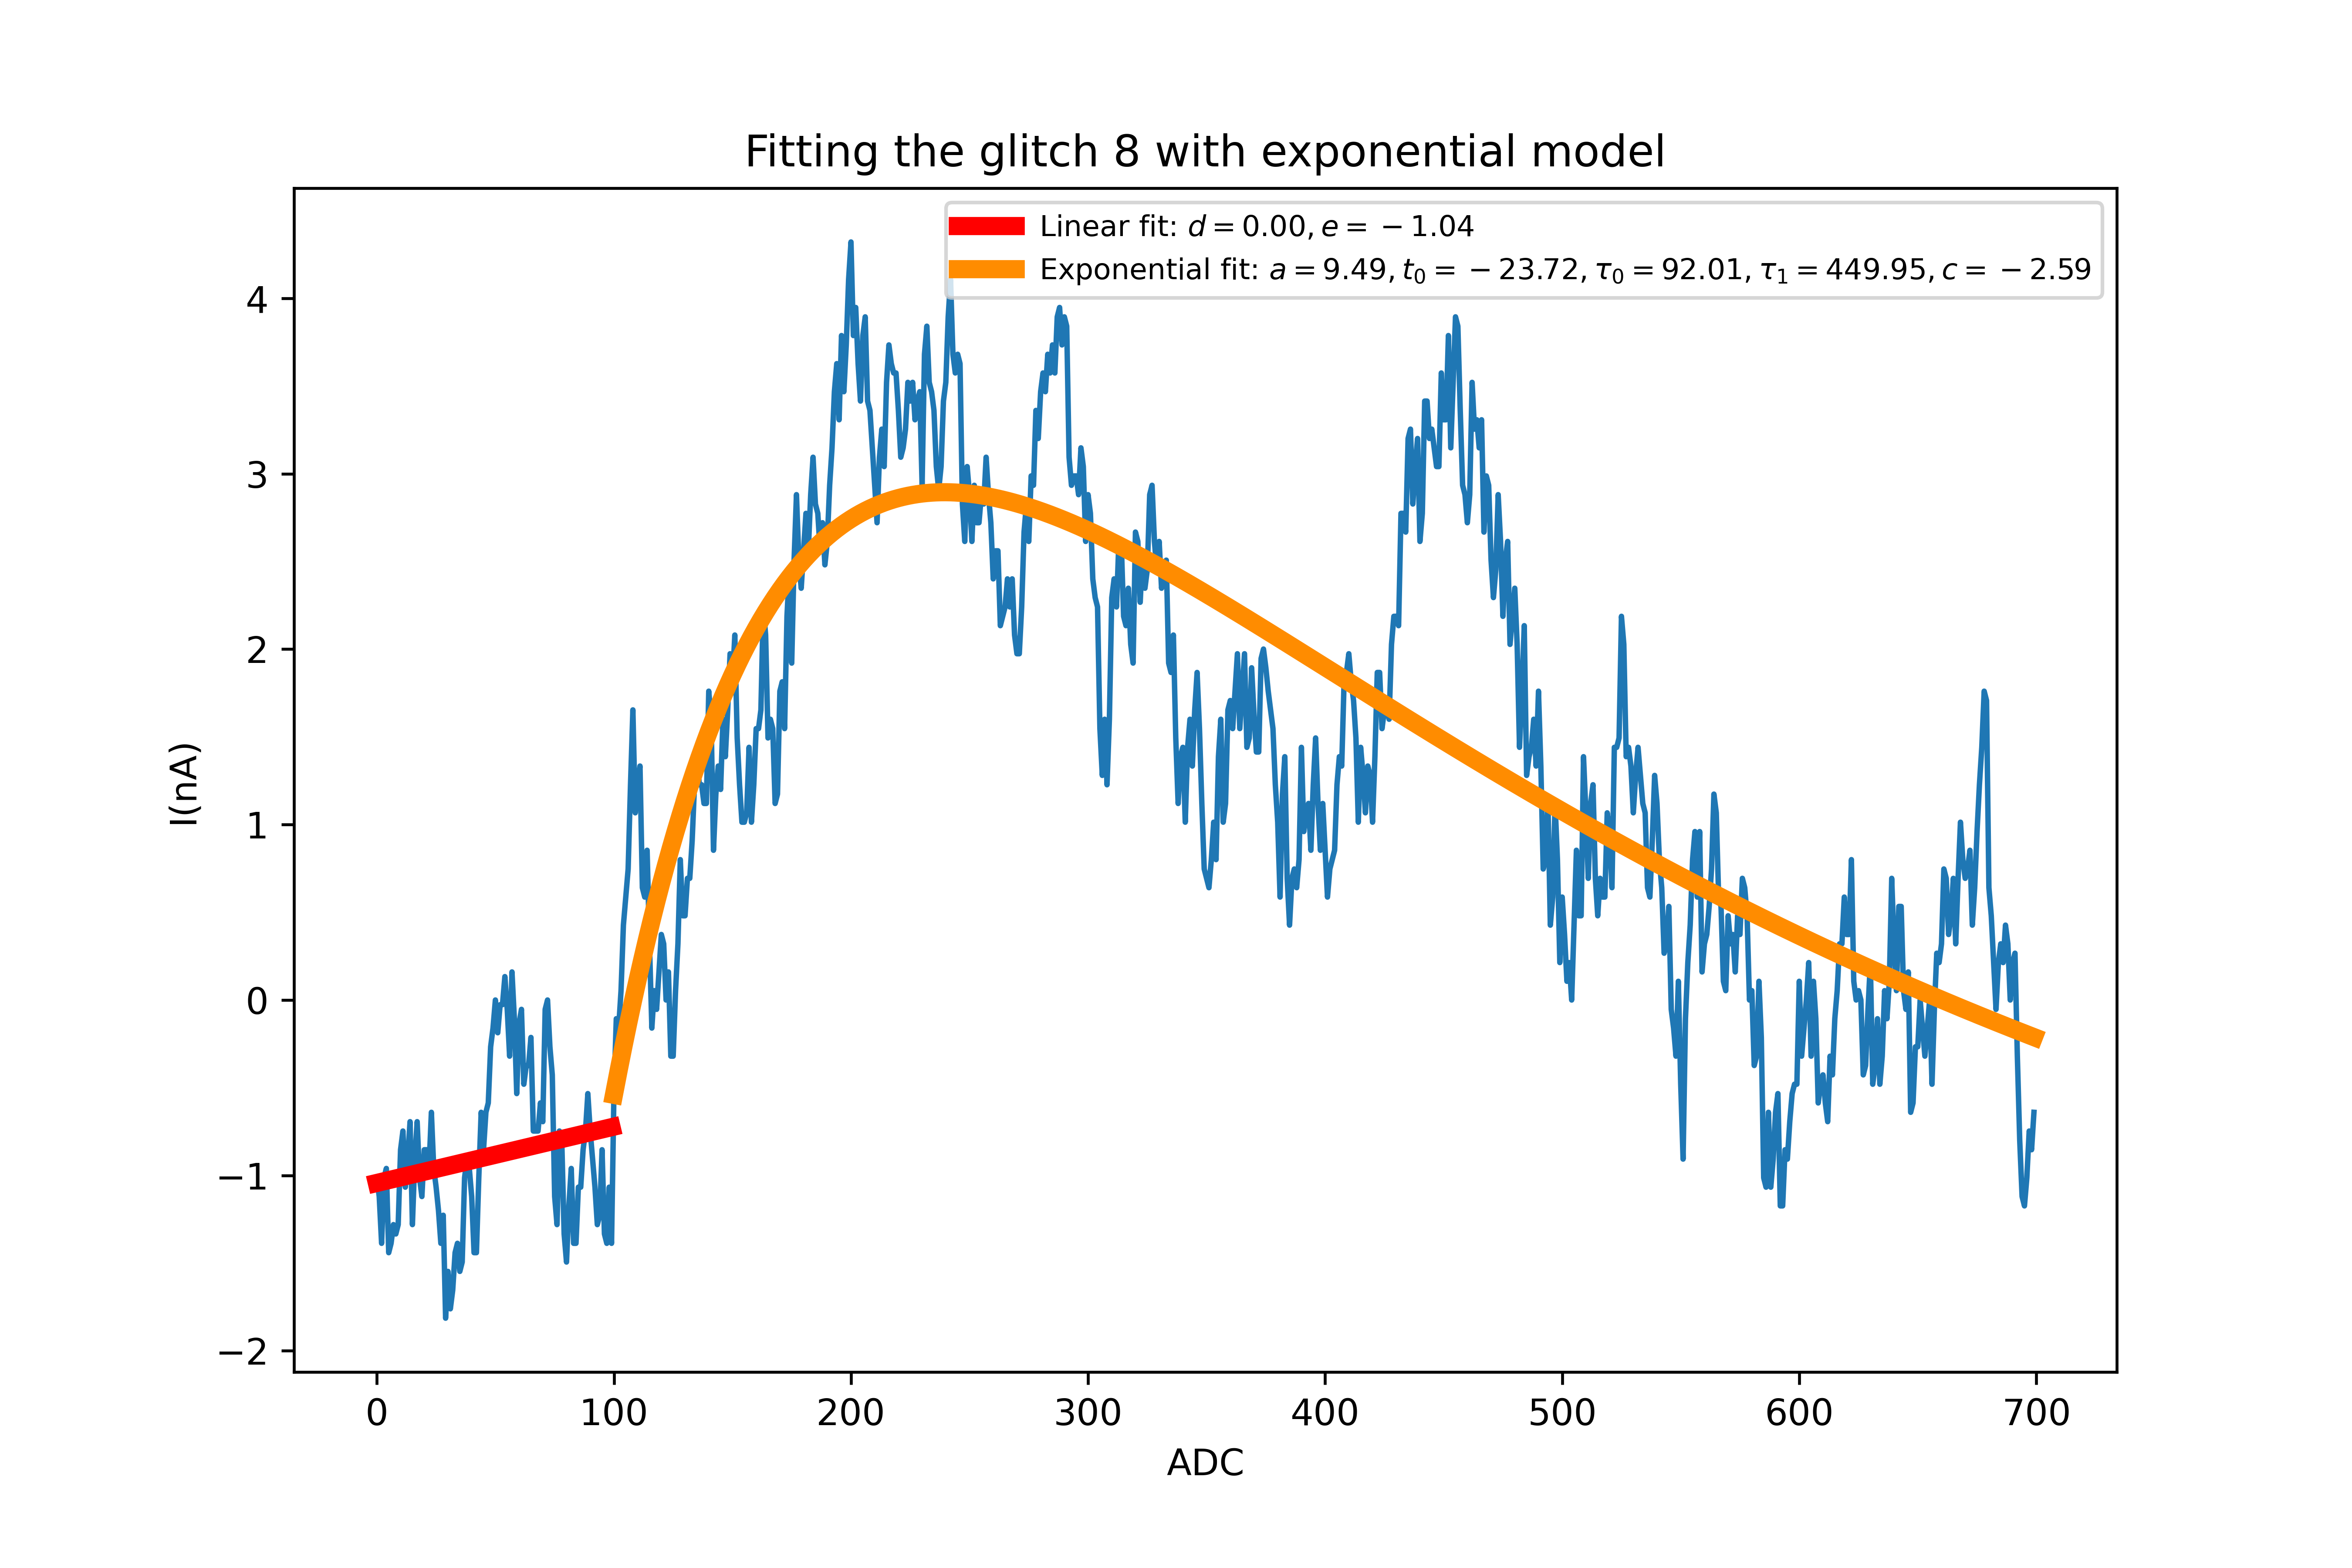 Fitting the glitch 8 with exponential model
Linear fit: d = 0.00, e = −1.04
Exponential fit: a = 9.49, t₀ = −23.72, τ₀ = 92.01, τ₁ = 449.95, c = −2.59
4
3
2
1
0
−1
−2
I(nA)
0 100 200 300 400 500 600 700
ADC